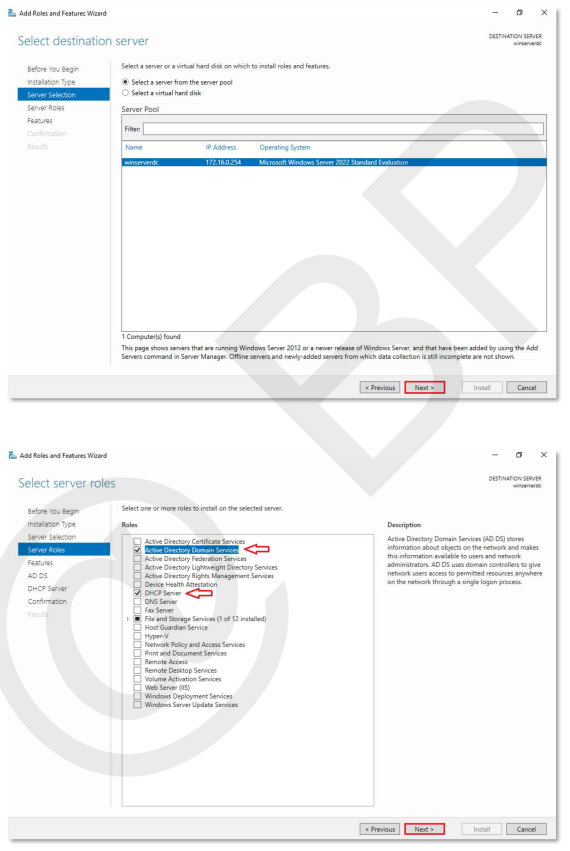 Add Roles and Features Wizard
Select destination server
DESTINATION SERVER
winserverdc
Before You Begin
Installation Type
Server Selection
Server Roles
Features
Confirmation
Results
Select a server or a virtual hard disk on which to install roles and features.
Select a server from the server pool
Select a virtual hard disk
Server Pool
Filter:
Name IP Address Operating System
winserverdc 172.16.0.254 Microsoft Windows Server 2022 Standard Evaluation
1 Computer(s) found
This page shows servers that are running Windows Server 2012 or a newer release of Windows Server, and that have been added by using the Add
Servers command in Server Manager. Offline servers and newly-added servers from which data collection is still incomplete are not shown.
< Previous Next > Install Cancel
Add Roles and Features Wizard
Select server roles
DESTINATION SERVER
winserverdc
Before You Begin
Installation Type
Server Selection
Server Roles
Features
AD DS
DHCP Server
Confirmation
Results
Select one or more roles to install on the selected server.
Roles
Active Directory Certificate Services
Active Directory Domain Services
Active Directory Federation Services
Active Directory Lightweight Directory Services
Active Directory Rights Management Services
Device Health Attestation
DHCP Server
DNS Server
Fax Server
File and Storage Services (1 of 12 installed)
Host Guardian Service
Hyper-V
Network Policy and Access Services
Print and Document Services
Remote Access
Remote Desktop Services
Volume Activation Services
Web Server (IIS)
Windows Deployment Services
Windows Server Update Services
Description
Active Directory Domain Services (AD DS) stores
information about objects on the network and makes
this information available to users and network
administrators. AD DS uses domain controllers to give
network users access to permitted resources anywhere
on the network through a single logon process.
< Previous Next > Install Cancel
© BP